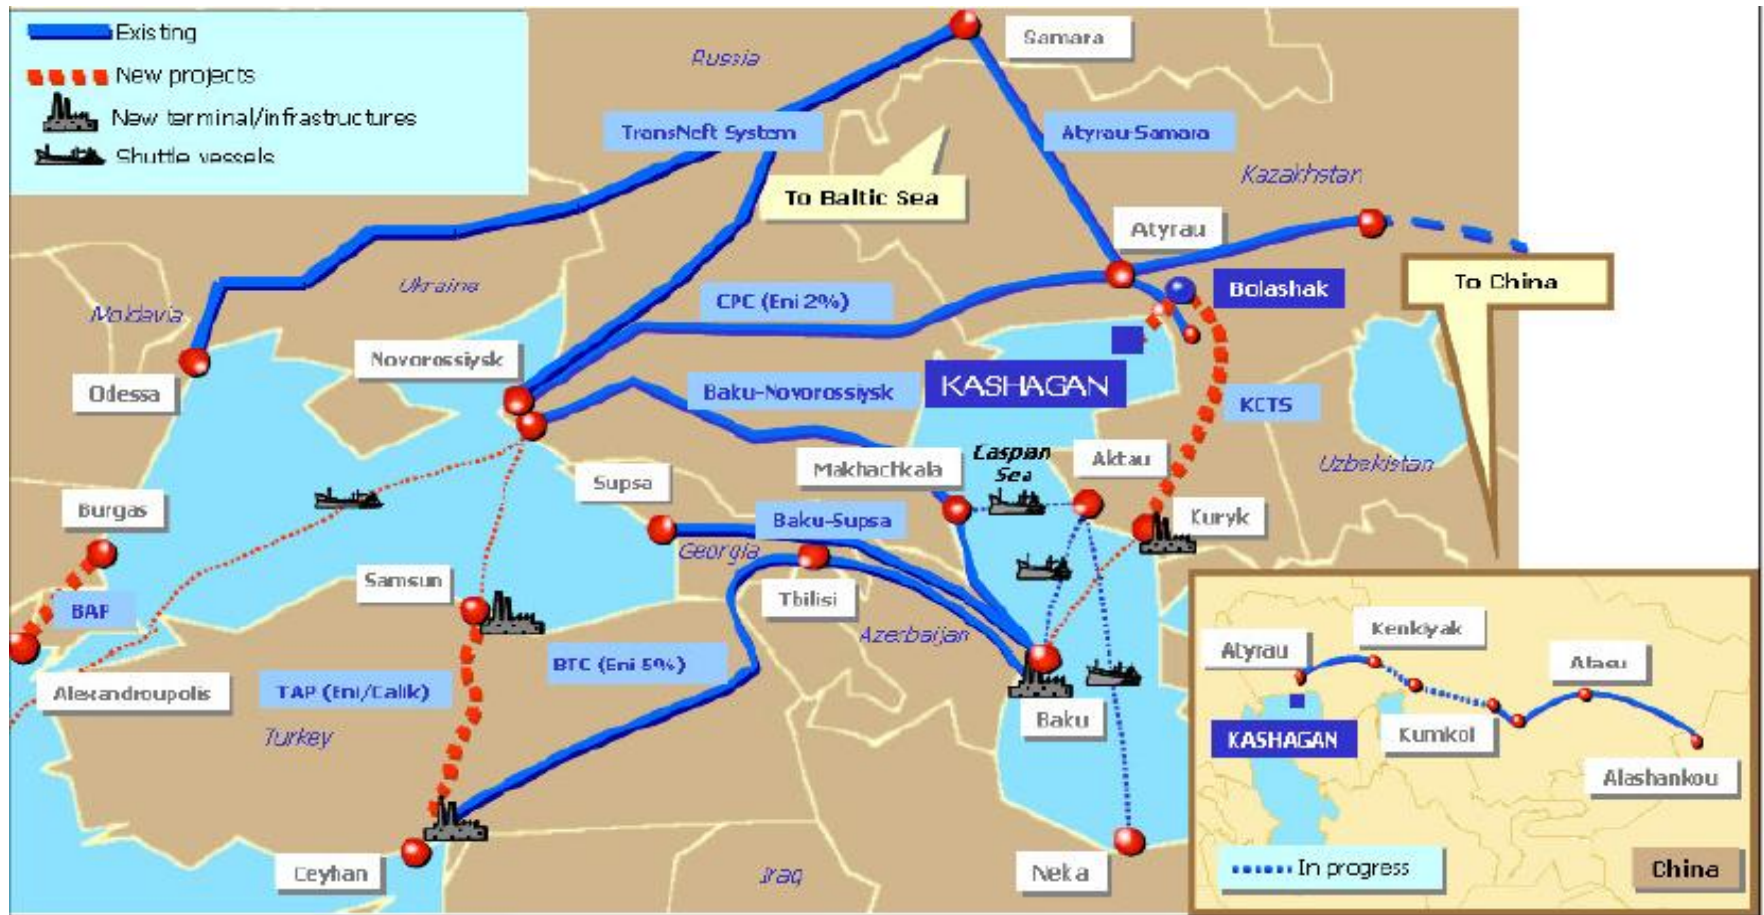 Existing
New projects
New terminal/infrastructures
Shuttle vessels
Russia
Samara
TransNeft System
Atyrau-Samara
To Baltic Sea
Kazakhstan
Atyrau
Moldavia
Ukraine
CPC (Eni 2%)
Bolashak
To China
Novorossiysk
Odessa
Baku-Novorossiysk
KASHAGAN
KCTS
Makhachkala
Caspian
Sea
Aktau
Uzbekistan
Supsa
Burgas
Baku-Supsa
Kuryk
Georgia
Samsun
BAP
Tbilisi
Azerbaijan
BTC (Eni 5%)
Alexandroupolis
TAP (Eni/Calik)
Turkey
Baku
Ceyhan
Iraq
Neka
Kenkiyak
Atyrau
Atasu
KASHAGAN
Kumkol
Alashankou
In progress
China